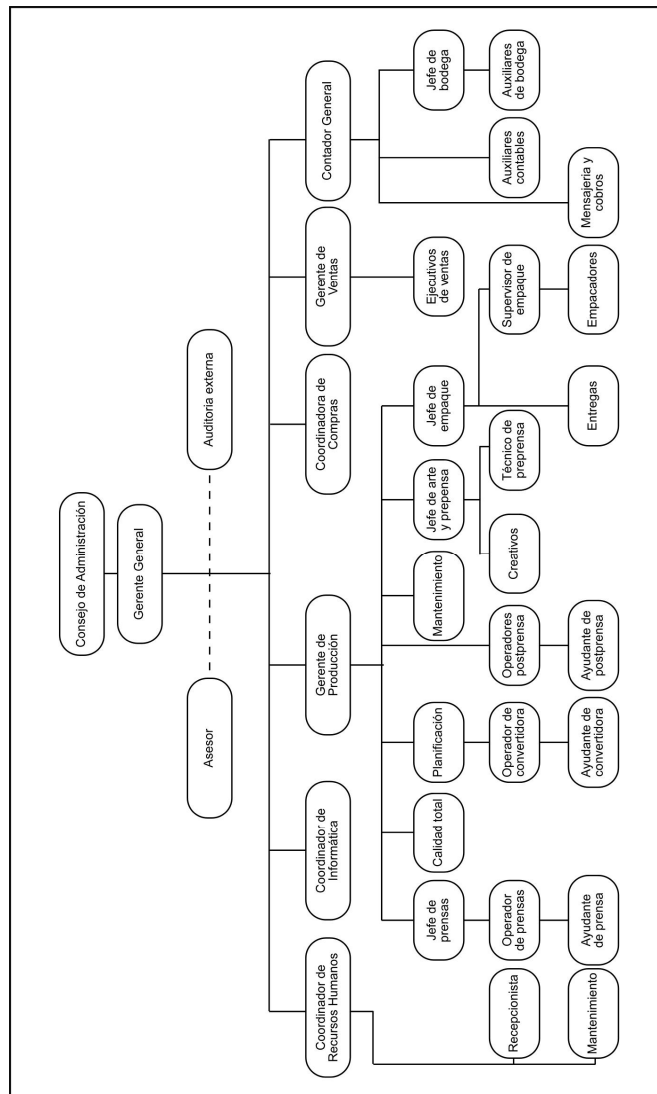 Consejo de Administración
Gerente General
Asesor
Auditoria externa
Coordinador de
Recursos Humanos
Coordinador de
Informática
Gerente de
Producción
Coordinadora de
Compras
Gerente de
Ventas
Contador General
Jefe de
prensas
Calidad total
Planificación
Mantenimiento
Jefe de arte
y prepensa
Jefe de
empaque
Ejecutivos
de ventas
Jefe de
bodega
Recepcionista
Operador
de prensas
Operador de
convertidora
Operadores
postprensa
Creativos
Técnico de
preprensa
Supervisor de
empaque
Auxiliares
contables
Auxiliares
de bodega
Mantenimiento
Ayudante
de prensa
Ayudante de
convertidora
Ayudante de
postprensa
Entregas
Empacadores
Mensajeria y
cobros